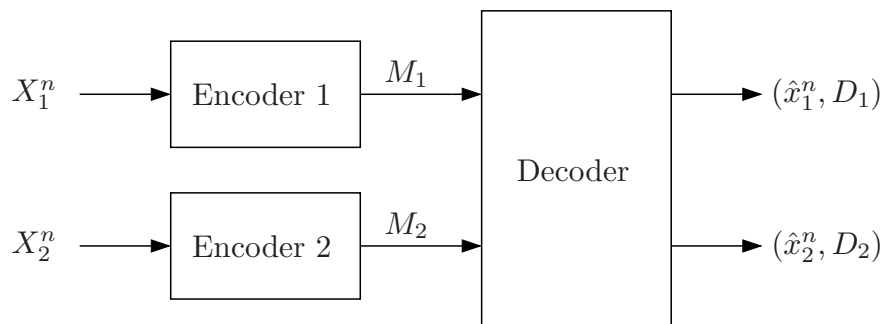 X_1^n Encoder 1 M_1 (x̂_1^n, D_1)
Decoder
X_2^n Encoder 2 M_2 (x̂_2^n, D_2)